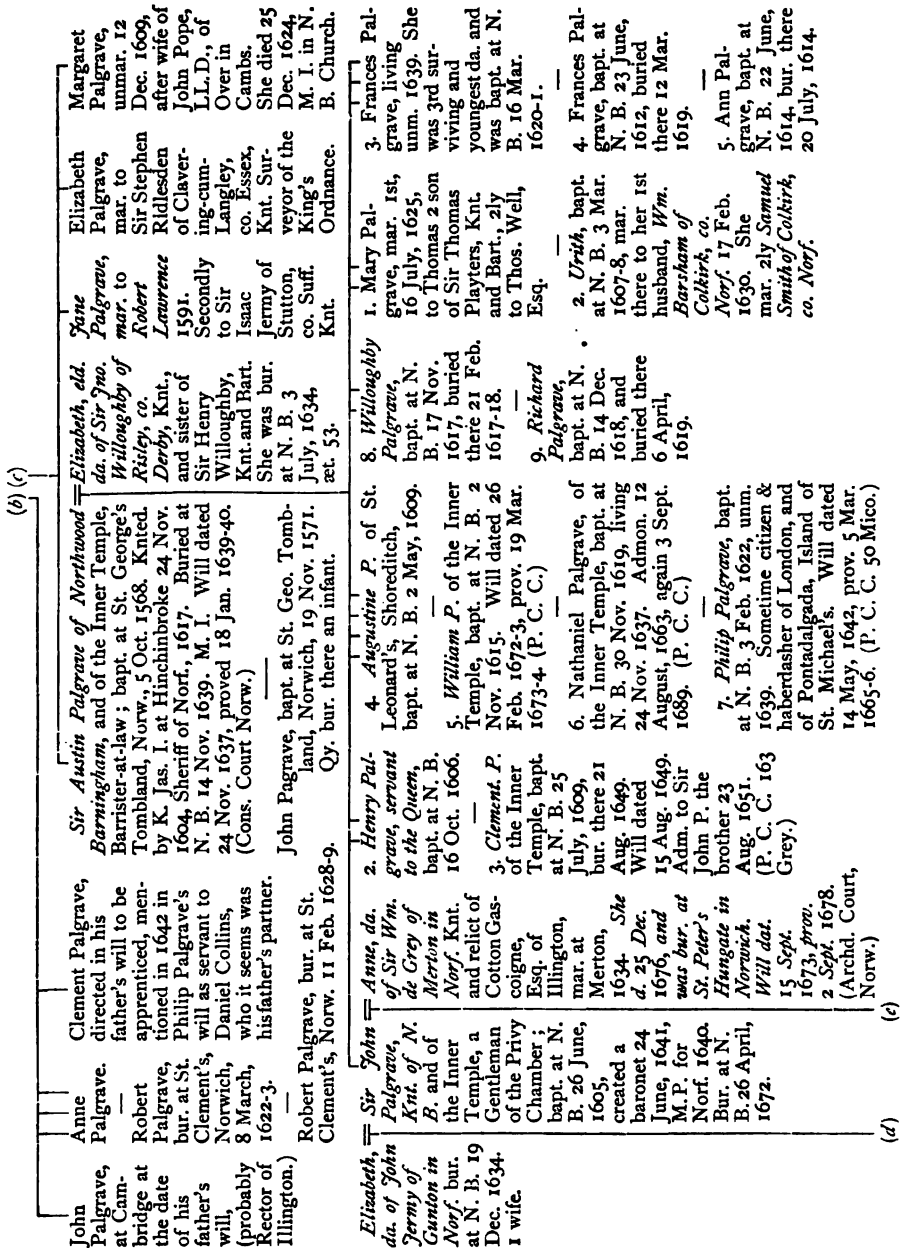 (b) (c)
John
Palgrave,
at Cam-
bridge at
the date
of his
father's
will,
(probably
Rector of
Illington.)
Anne
Palgrave.
—
Robert
Palgrave,
bur. at St.
Clement's,
Norwich,
8 March,
1622-3.
—
Robert Palgrave, bur. at St.
Clement's, Norw. 11 Feb. 1628-9.
Clement Palgrave,
directed in his
father's will to be
apprenticed, men-
tioned in 1642 in
Philip Palgrave's
will as servant to
Daniel Collins,
who it seems was
his father's partner.
Sir Austin Palgrave of Northwood
Barningham, and of the Inner Temple,
Barrister-at-law ; bapt. at St. George's
Tombland, Norw., 5 Oct. 1568. Knted.
by K. Jas. I. at Hinchinbroke 24 Nov.
1604, Sheriff of Norf., 1617. Buried at
N. B. 14 Nov. 1639. M. I. Will dated
24 Nov. 1637, proved 18 Jan. 1639-40.
(Cons. Court Norw.)
—
John Pagrave, bapt. at St. Geo. Tomb-
land, Norwich, 19 Nov. 1571.
Qy. bur. there an infant.
=Elizabeth, eld.
da. of Sir Jno.
Willoughby of
Risley, co.
Derby, Knt.,
and sister of
Sir Henry
Willoughby,
Knt. and Bart.
She was bur.
at N. B. 3
July, 1634,
æt. 53.
Jane
Palgrave,
mar. to
Robert
Lawrence
1591.
Secondly
to Sir
Isaac
Jermy of
Stutton,
co. Suff.
Knt.
Elizabeth
Palgrave,
mar. to
Sir Stephen
Ridlesden
of Claver-
ing-cum-
Langley,
co. Essex,
Knt. Sur-
veyor of the
King's
Ordnance.
Margaret
Palgrave,
unmar. 12
Dec. 1609,
after wife of
John Pope,
LL.D., of
Over in
Cambs.
She died 25
Dec. 1624,
M. I. in N.
B. Church.
Elizabeth,
da. of John
Jermy of
Gunton in
Norf. bur.
at N. B. 19
Dec. 1634.
1 wife.
= Sir John
Palgrave,
Knt. of N.
B. and of
the Inner
Temple, a
Gentleman
of the Privy
Chamber ;
bapt. at N.
B. 26 June,
1605,
created a
baronet 24
June, 1641,
M.P. for
Norf. 1640.
Bur. at N.
B. 26 April,
1672.
= Anne, da.
of Sir Wm.
de Grey of
Merton in
Norf. Knt.
and relict of
Cotton Gas-
coigne,
Esq. of
Illington,
mar. at
Merton,
1634. She
d. 25 Dec.
1676, and
was bur. at
St. Peter's
Hungate in
Norwich.
Will dat.
15 Sept.
1673, prov.
2 Sept. 1678.
(Archd. Court,
Norw.)
2. Henry Pal-
grave, servant
to the Queen,
bapt. at N. B.
16 Oct. 1606.
—
3. Clement. P.
of the Inner
Temple, bapt.
at N. B. 25
July, 1609,
bur. there 21
Aug. 1649.
Will dated
15 Aug. 1649.
Adm. to Sir
John P. the
brother 23
Aug. 1651.
(P. C. C. 163
Grey.)
4. Augustine P. of St.
Leonard's, Shoreditch,
bapt. at N. B. 2 May, 1609.
—
5. William P. of the Inner
Temple, bapt. at N. B. 2
Nov. 1615. Will dated 26
Feb. 1672-3, prov. 19 Mar.
1673-4 (P. C. C.)
—
6. Nathaniel Palgrave, of
the Inner Temple, bapt. at
N. B. 30 Nov. 1619, living
24 Nov. 1637. Admon. 12
August, 1663, again 3 Sept.
1689. (P. C. C.)
—
7. Philip Palgrave, bapt.
at N. B. 3 Feb. 1622, unm.
1639. Sometime citizen &
haberdasher of London, and
of Pontadalgada, Island of
St. Michael's. Will dated
14 May, 1642, prov. 5 Mar.
1665-6. (P. C. C. 50 Mico.)
8. Willoughby
Palgrave,
bapt. at N.
B. 17 Nov.
1617, buried
there 21 Feb.
1617-18.
—
9. Richard
Palgrave,
bapt. at N.
B. 14 Dec.
1618, and
buried there
6 April,
1619.
1. Mary Pal-
grave, mar. 1st,
16 July, 1625,
to Thomas 2 son
of Sir Thomas
Playters, Knt.
and Bart., 2ly
to Thos. Well,
Esq.
—
2. Urith, bapt.
at N. B. 3 Mar.
1607-8, mar.
there to her 1st
husband, Wm.
Barsham of
Colkirk, co.
Norf. 17 Feb.
1630. She
mar. 2ly Samuel
Smith of Colkirk,
co. Norf.
3. Frances Pal-
grave, living
unm. 1639. She
was 3rd sur-
viving and
youngest da. and
was bapt. at N.
B. 16 Mar.
1620-1.
—
4. Frances Pal-
grave, bapt. at
N. B. 23 June,
1612, buried
there 12 Mar.
1619.
—
5. Ann Pal-
grave, bapt. at
N. B. 22 June,
1614, bur. there
20 July, 1614.
(d)
(e)